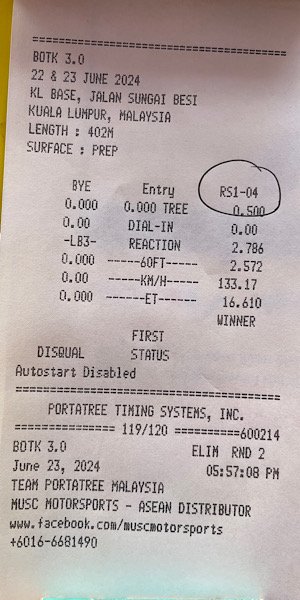 ==============================
BOTK 3.0
22 & 23 JUNE 2024
KL BASE, JALAN SUNGAI BESI
KUALA LUMPUR, MALAYSIA
LENGTH : 402M
SURFACE : PREP
BYE Entry RS1-04
0.000 0.000 TREE 0.500
0.00 DIAL-IN 0.00
-LB3- REACTION 2.786
0.000 ------60FT------ 2.572
0.00 ------KM/H------ 133.17
0.000 -------ET------- 16.610
WINNER
FIRST
DISQUAL STATUS
Autostart Disabled
==============================
PORTATREE TIMING SYSTEMS, INC.
=============== 119/120 ==========600214
BOTK 3.0 ELIM RND 2
June 23, 2024 05:57:08 PM
TEAM PORTATREE MALAYSIA
MUSC MOTORSPORTS - ASEAN DISTRIBUTOR
www.facebook.com/muscmotorsports
+6016-6681490